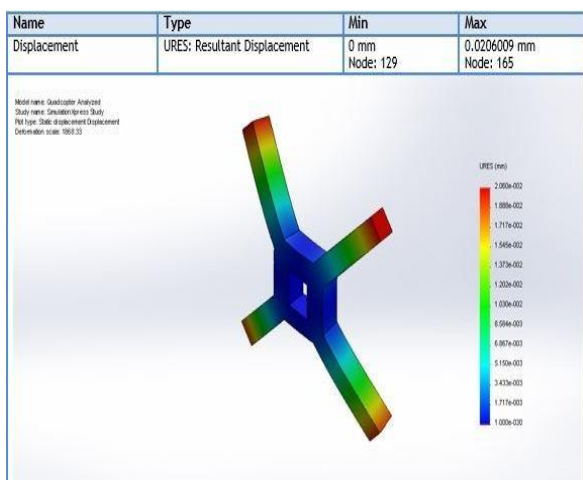 Name Type Min Max
Displacement URES: Resultant Displacement 0 mm 0.0206009 mm
Node: 129 Node: 165
Model name: Quadcopter Analyzed
Study name: SimulationXpress Study
Plot type: Static displacement Displacement
Deformation scale: 1868.33
URES (mm)
2.060e-002
1.888e-002
1.717e-002
1.545e-002
1.373e-002
1.202e-002
1.030e-002
8.584e-003
6.867e-003
5.150e-003
3.433e-003
1.717e-003
1.000e-030